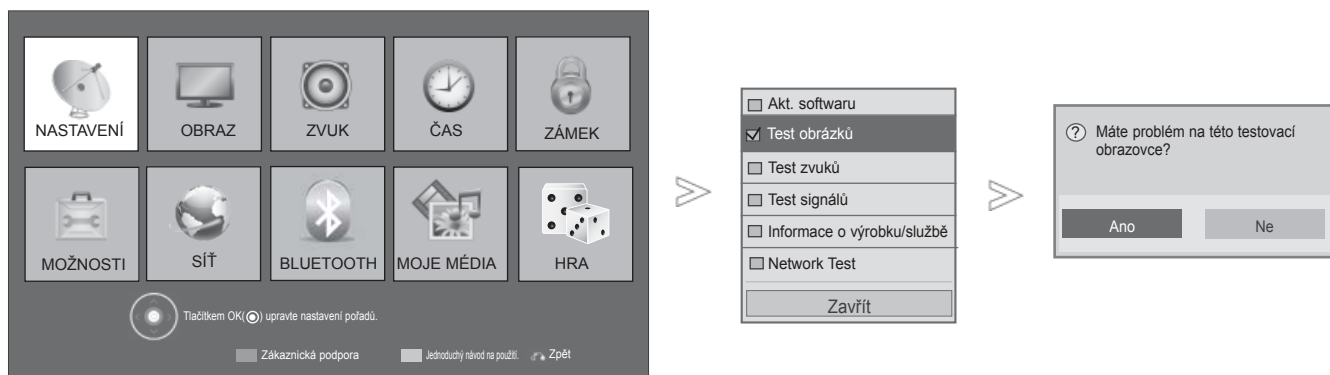 NASTAVENÍ
OBRAZ
ZVUK
ČAS
ZÁMEK
MOŽNOSTI
SÍŤ
BLUETOOTH
MOJE MÉDIA
HRA
Tlačítkem OK(◉) upravte nastavení pořadů.
Zákaznická podpora
Jednoduchý návod na použití.
Zpět
Akt. softwaru
Test obrázků
Test zvuků
Test signálů
Informace o výrobku/službě
Network Test
Zavřít
? Máte problém na této testovací
obrazovce?
Ano
Ne